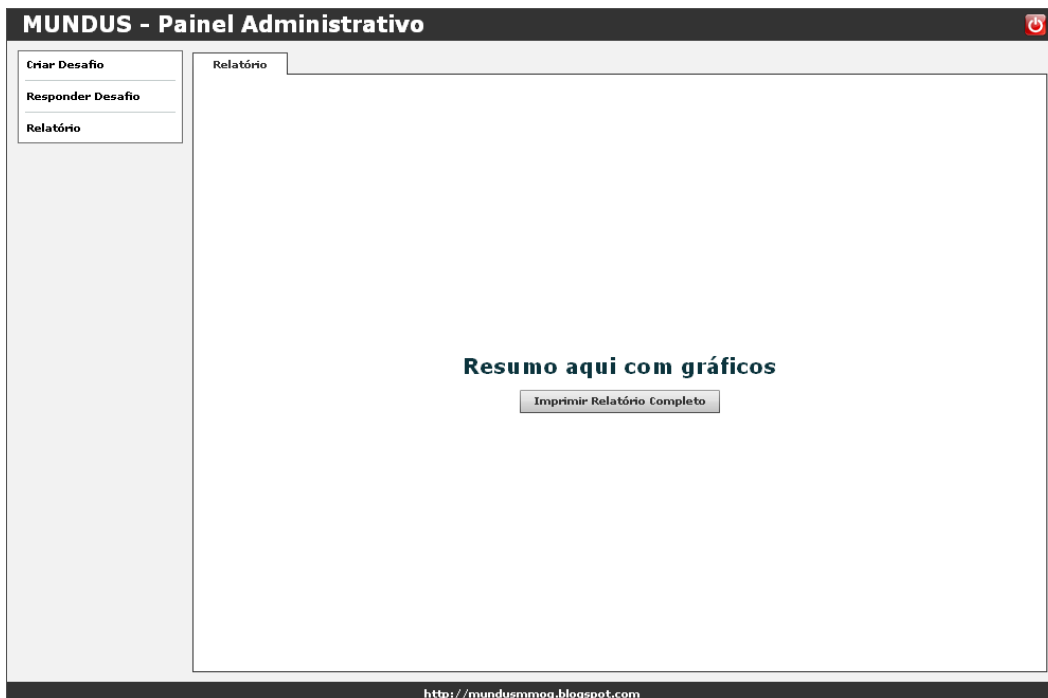 MUNDUS - Painel Administrativo
Criar Desafio
Responder Desafio
Relatório
Relatório
Resumo aqui com gráficos
Imprimir Relatório Completo
http://mundusmmog.blogspot.com